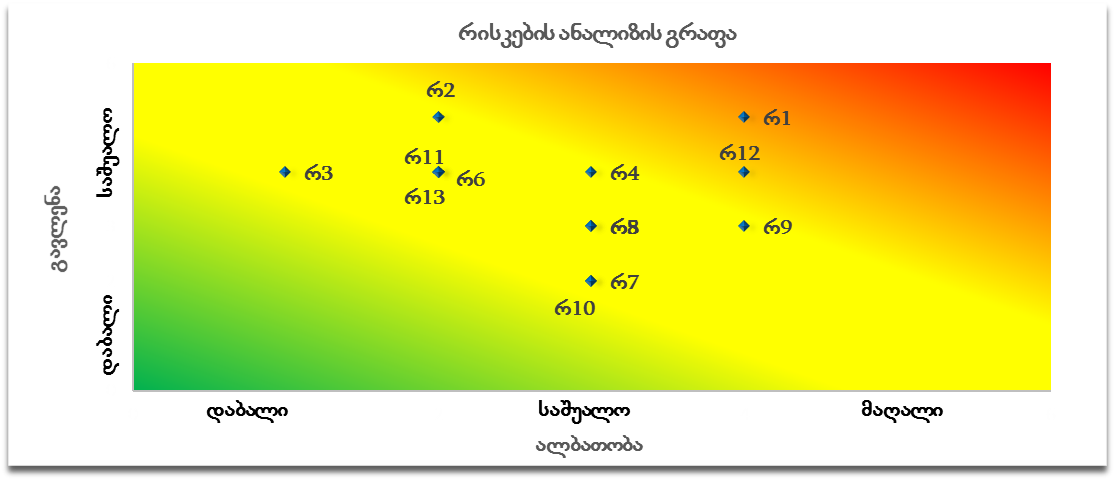 რისკების ანალიზის გრაფა
რ2
რ1
რ11
რ12
რ3
რ6
რ4
რ13
რ8
რ9
რ7
რ10
საშუალო
დაბალი
გავლენა
დაბალი
საშუალო
მაღალი
ალბათობა